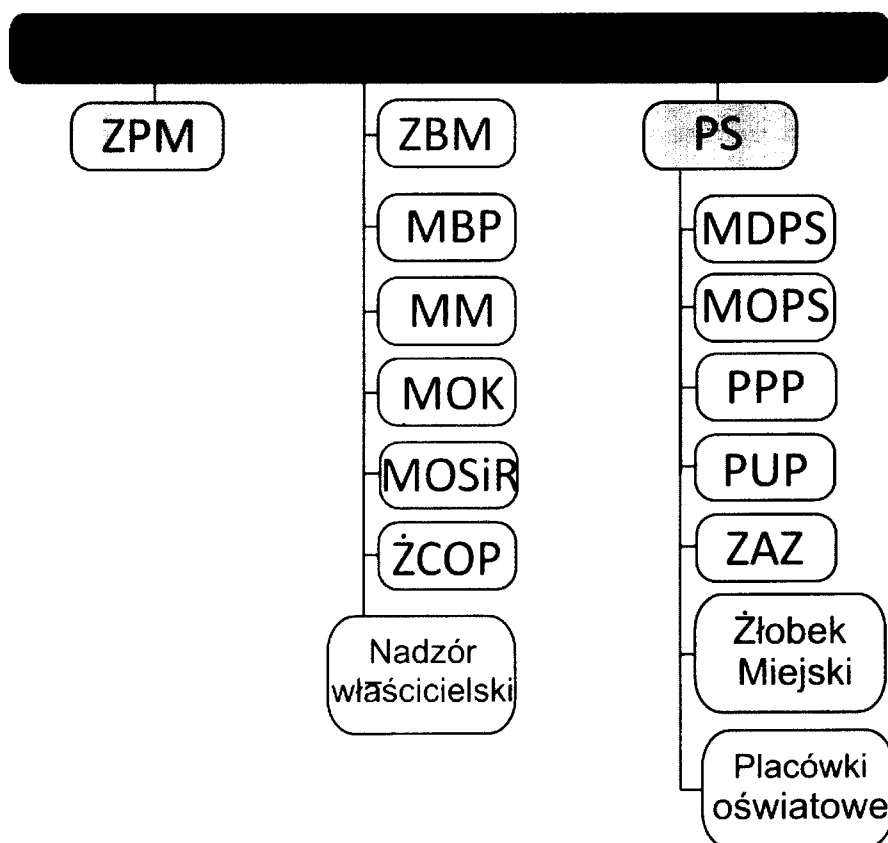 ZPM
ZBM
MBP
MM
MOK
MOSiR
ŻCOP
Nadzór
właścicielski
PS
MDPS
MOPS
PPP
PUP
ZAZ
Żłobek
Miejski
Placówki
oświatowe